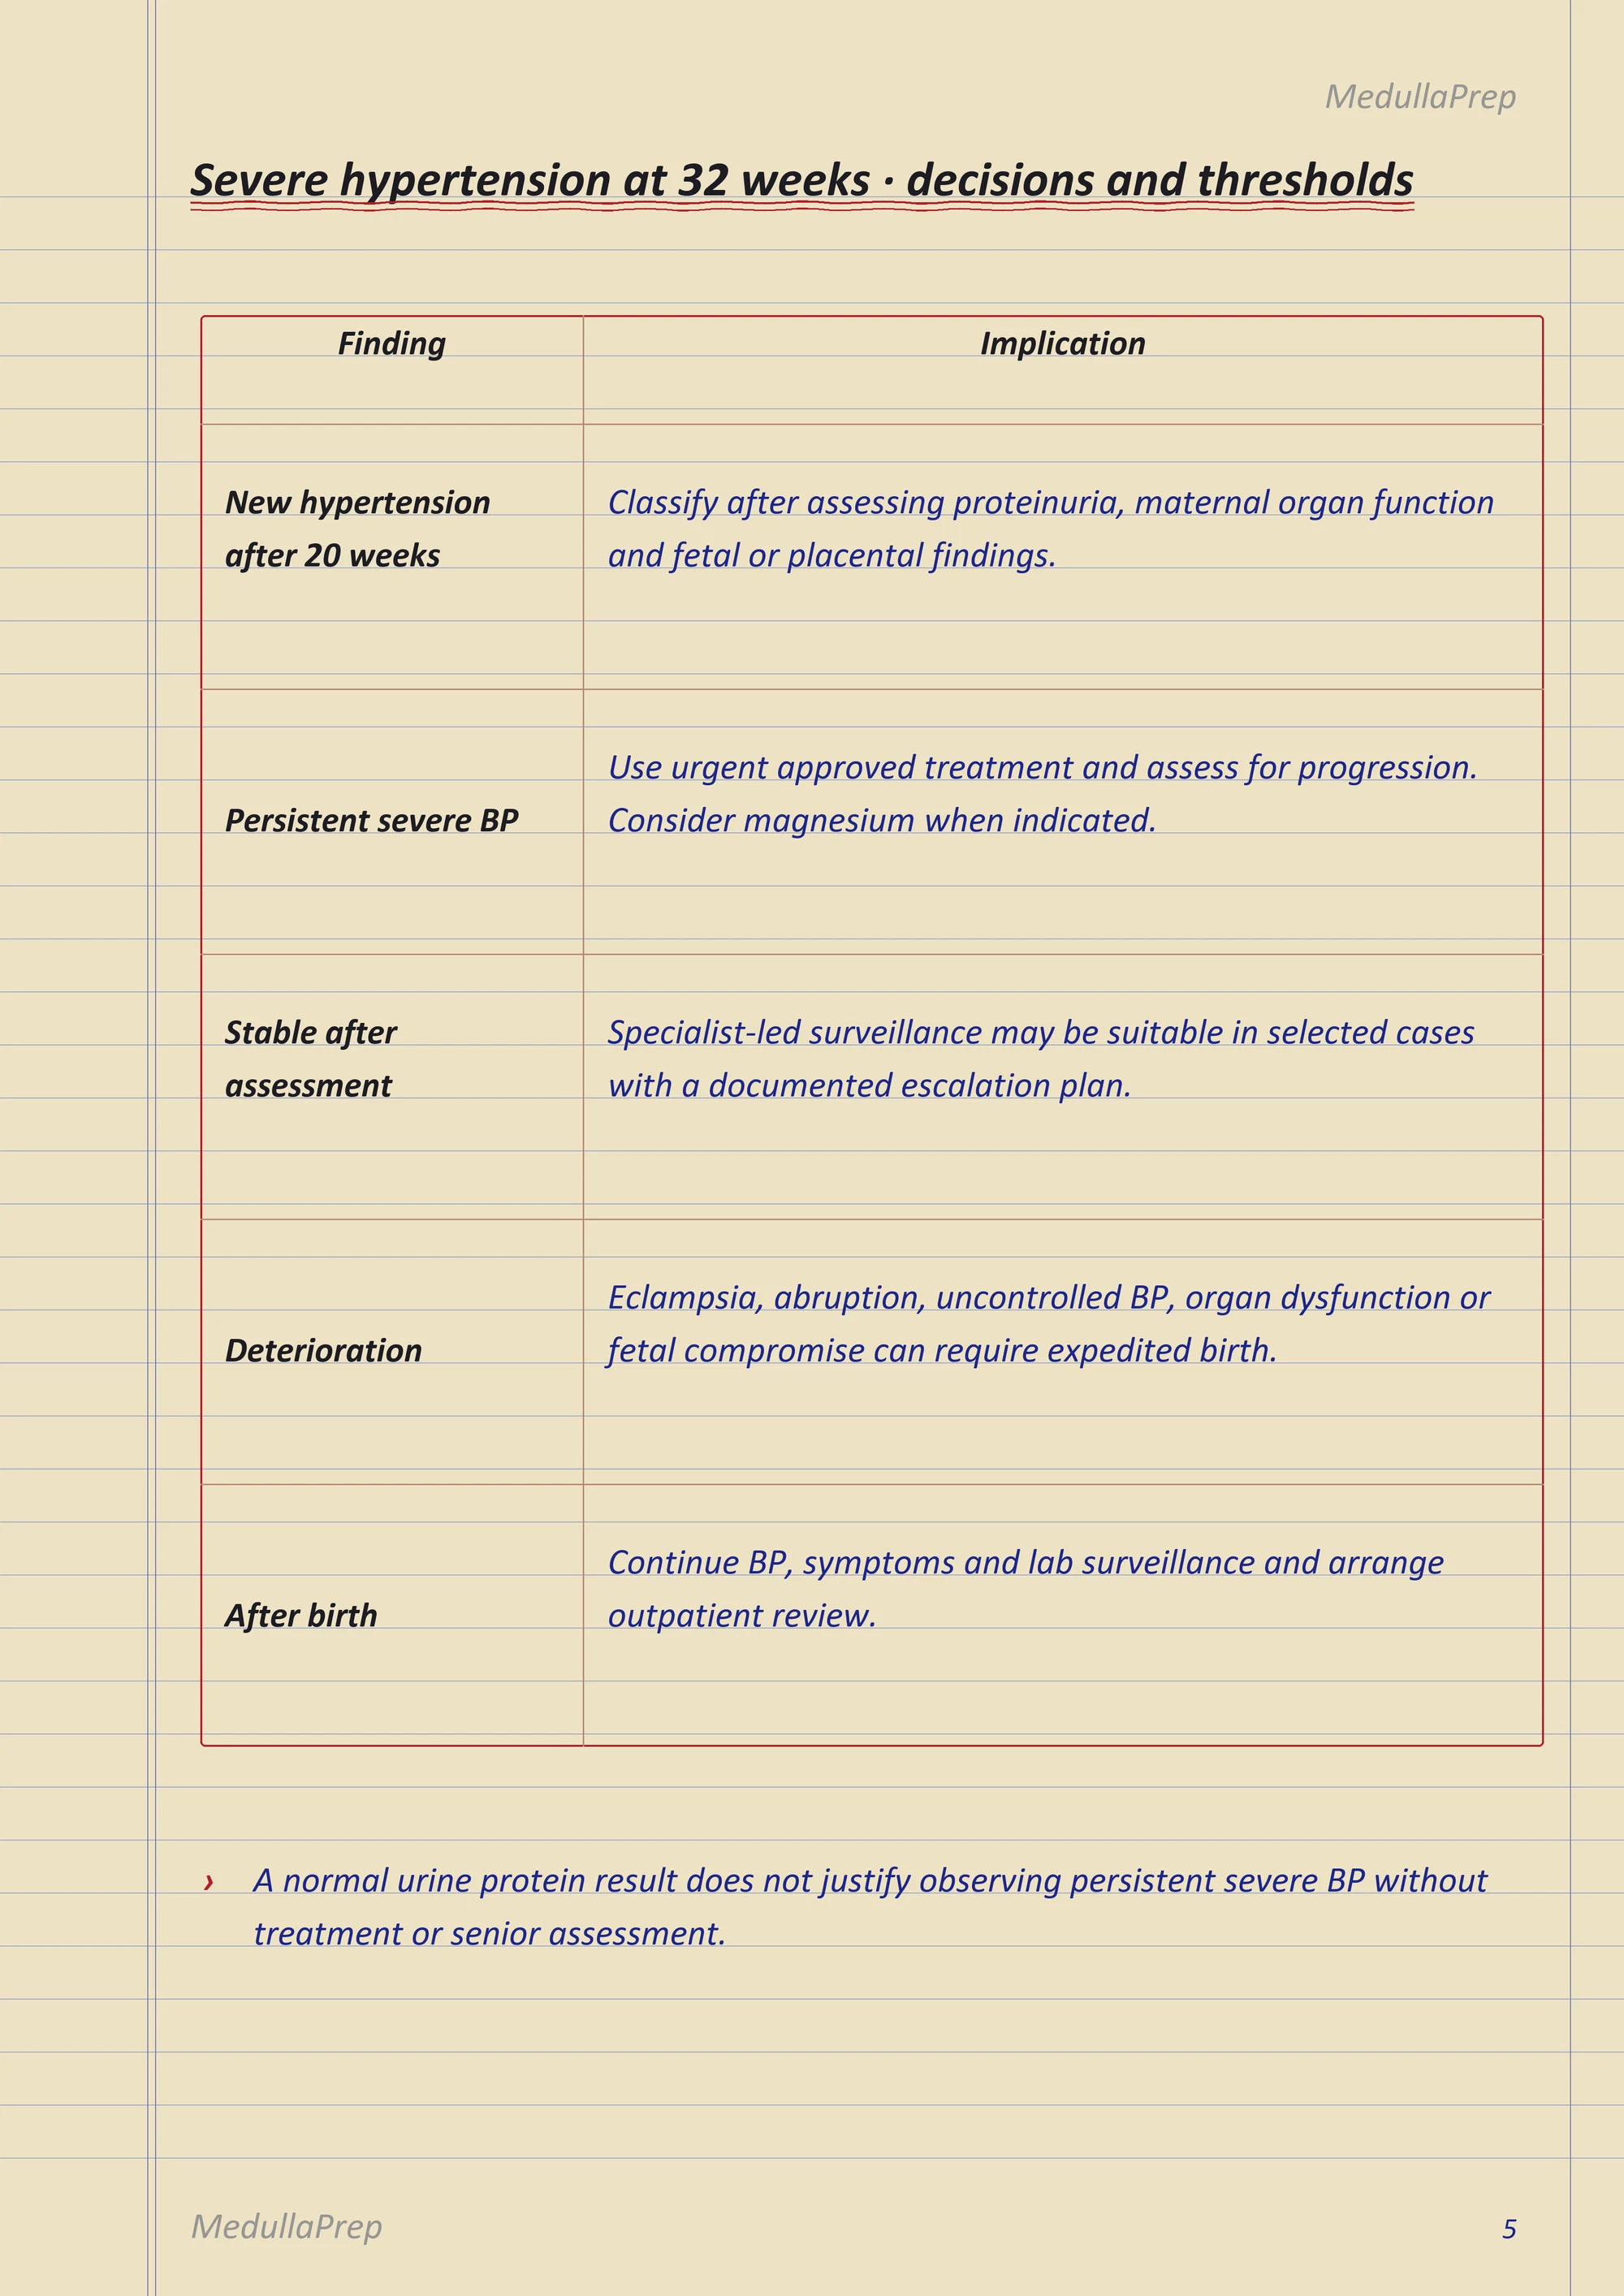 MedullaPrep
Severe hypertension at 32 weeks · decisions and thresholds
Finding
Implication
New hypertension
after 20 weeks
Classify after assessing proteinuria, maternal organ function
and fetal or placental findings.
Persistent severe BP
Use urgent approved treatment and assess for progression.
Consider magnesium when indicated.
Stable after
assessment
Specialist-led surveillance may be suitable in selected cases
with a documented escalation plan.
Deterioration
Eclampsia, abruption, uncontrolled BP, organ dysfunction or
fetal compromise can require expedited birth.
After birth
Continue BP, symptoms and lab surveillance and arrange
outpatient review.
› A normal urine protein result does not justify observing persistent severe BP without
treatment or senior assessment.
MedullaPrep
5